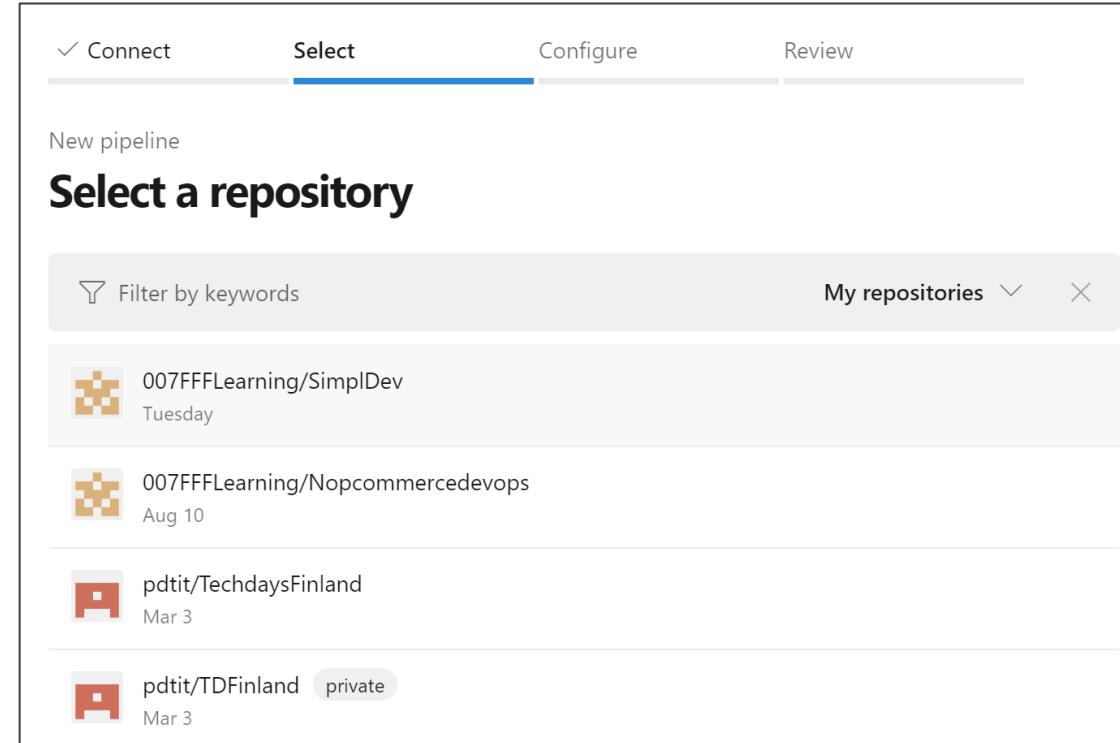 Connect Select Configure Review
New pipeline
Select a repository
Filter by keywords My repositories
007FFFLearning/SimplDev
Tuesday
007FFFLearning/Nopcommercedevops
Aug 10
pdtit/TechdaysFinland
Mar 3
pdtit/TDFinland private
Mar 3